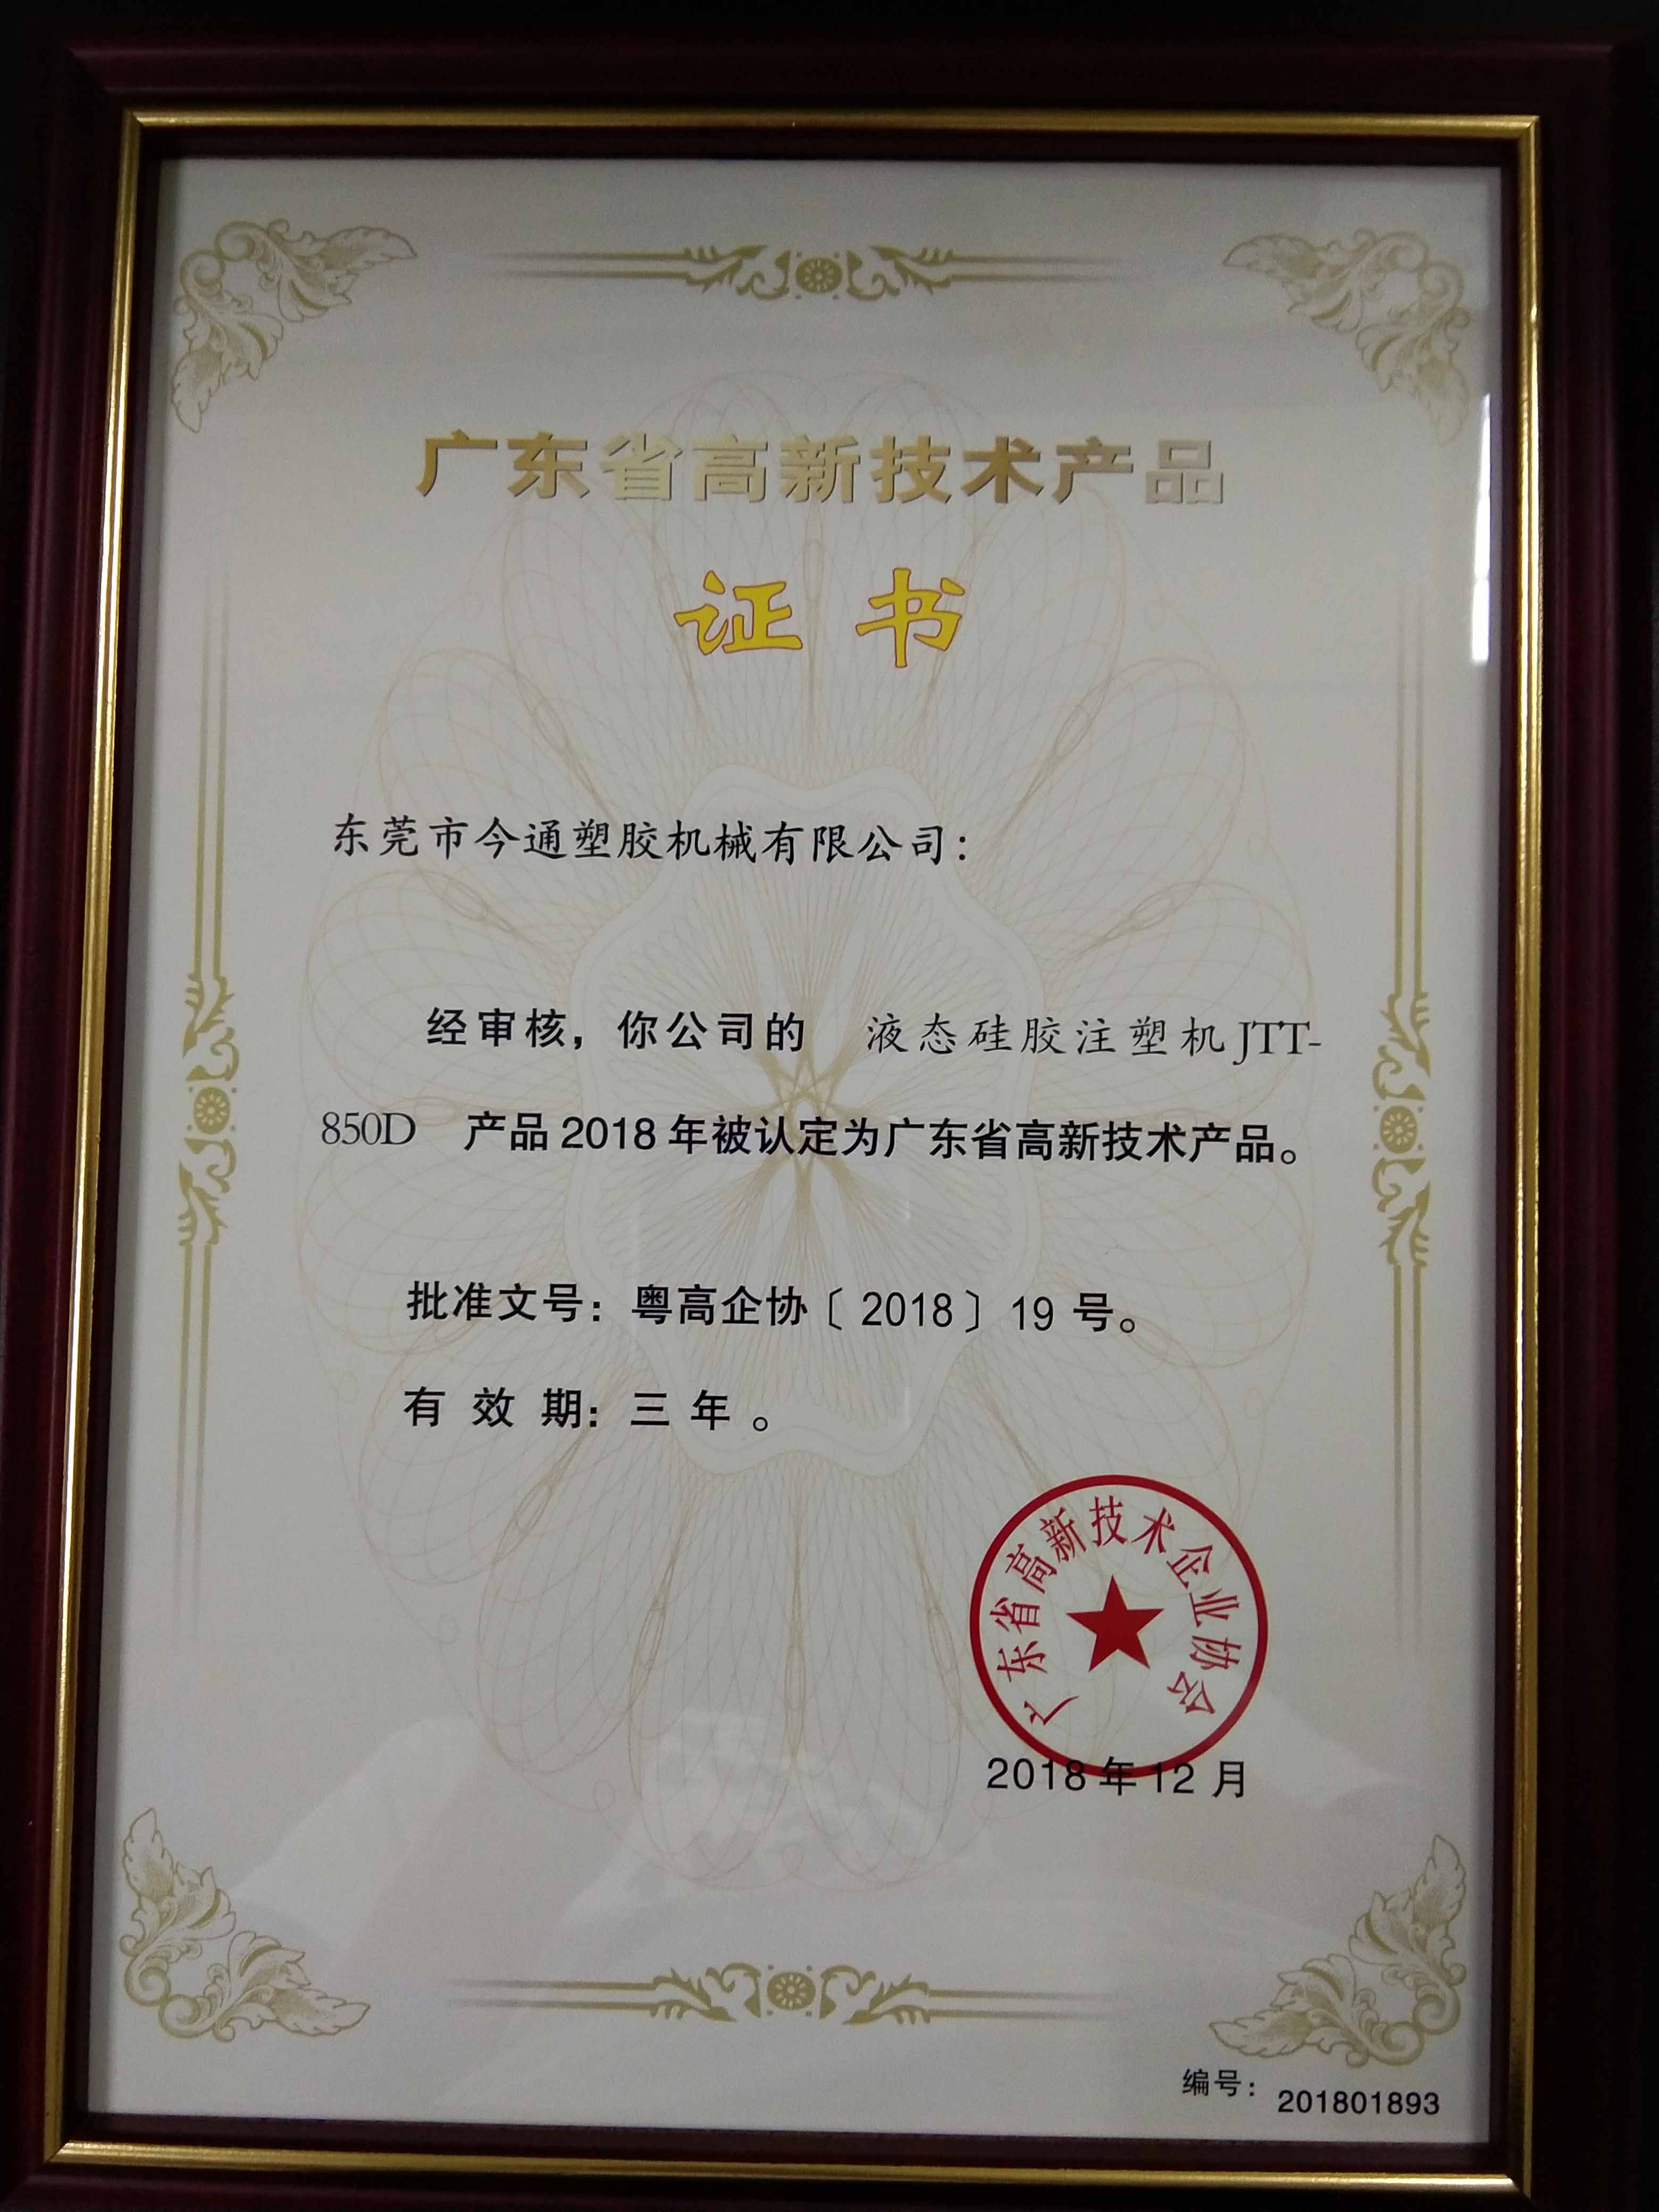 广东省高新技术产品
证书
东莞市今通塑胶机械有限公司：
经审核，你公司的 液态硅胶注塑机JTT-
850D 产品2018年被认定为广东省高新技术产品。
批准文号：粤高企协〔2018〕19号。
有效期：三年。
广东省高新技术企业协会
2018年12月
编号：201801893